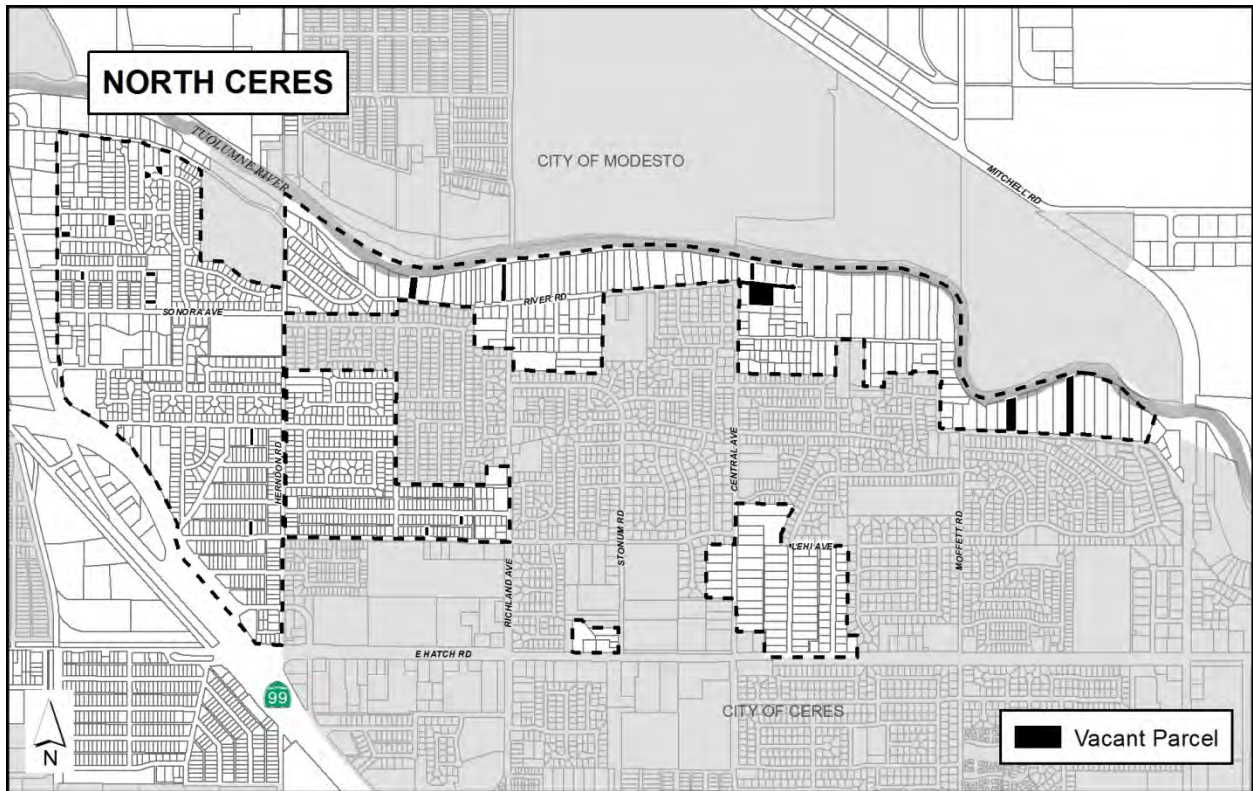 NORTH CERES
TUOLUMNE RIVER
CITY OF MODESTO
MITCHELL RD
RIVER RD
SONORA AVE
HERNDON RD
CENTRAL AVE
RICHLAND AVE
STONUM RD
LEHI AVE
MOFFETT RD
E HATCH RD
99
CITY OF CERES
N
Vacant Parcel